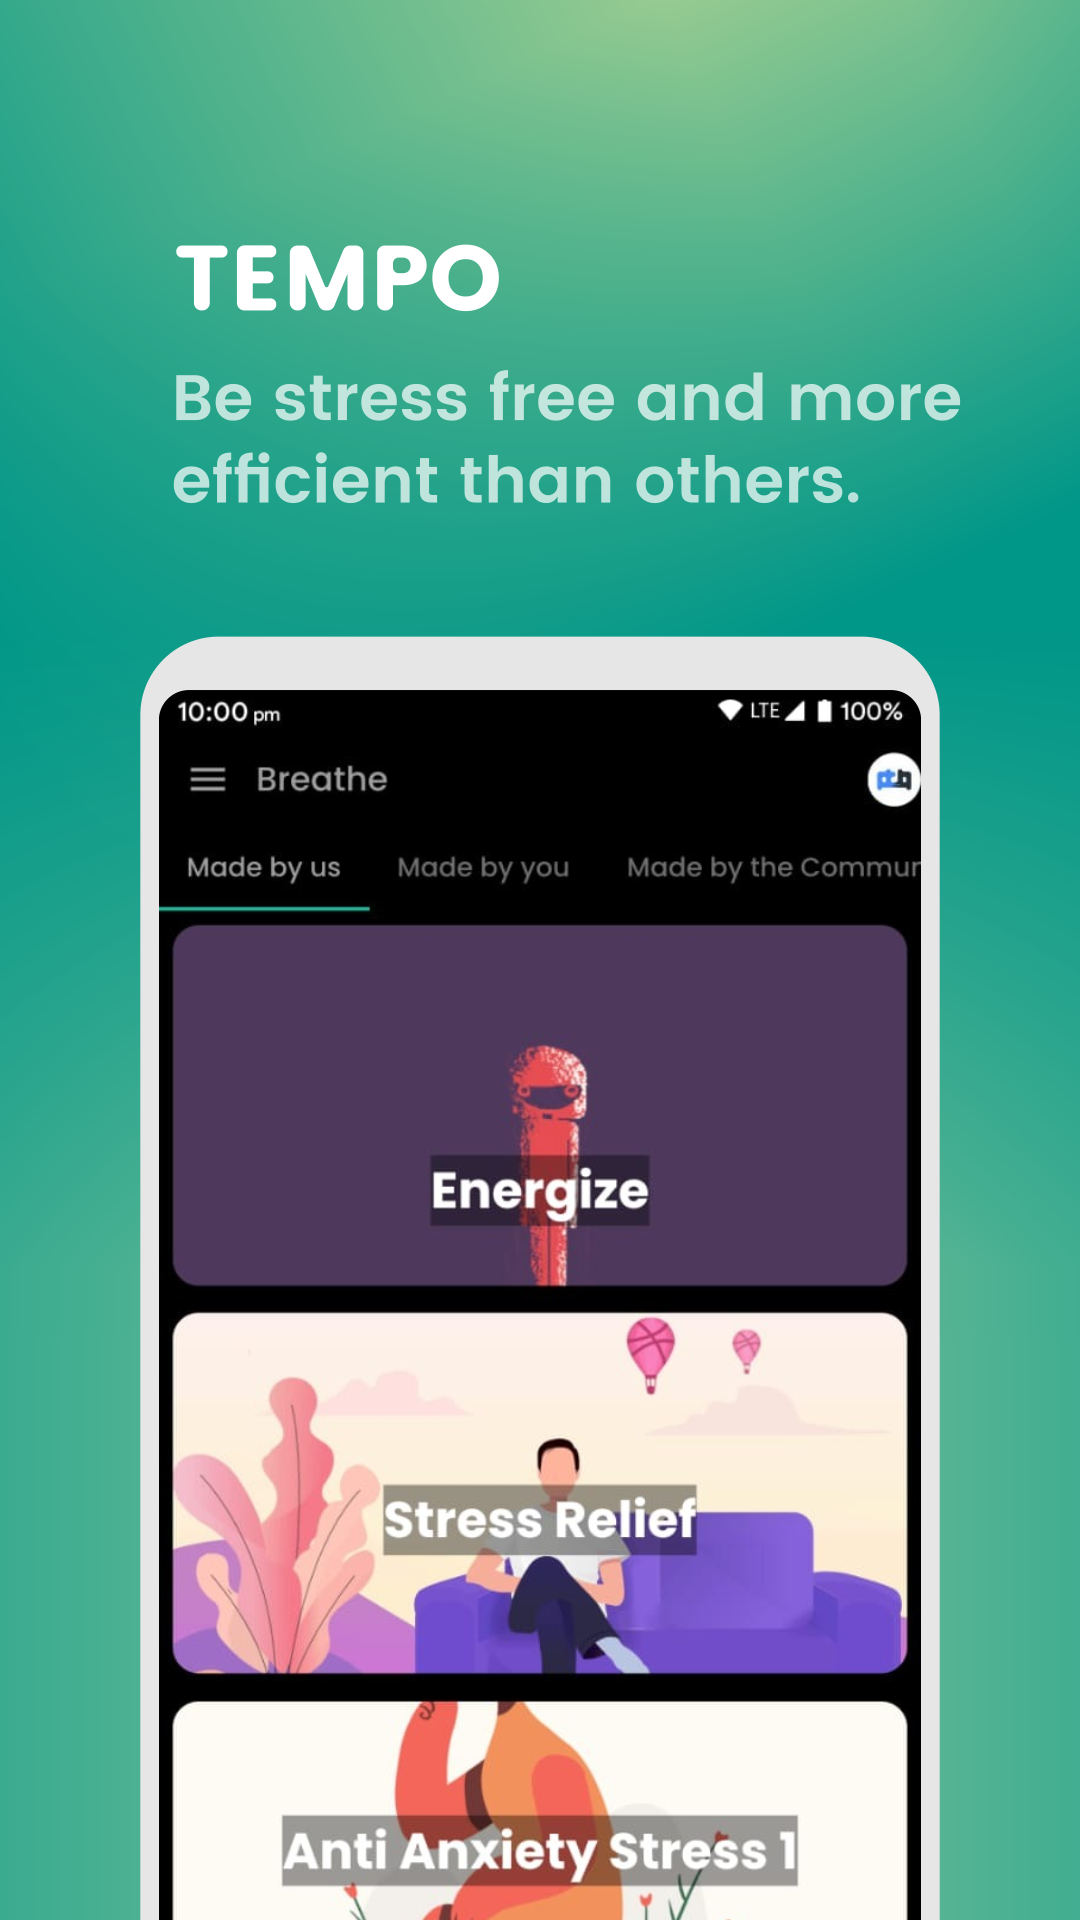 TEMPO
Be stress free and more
efficient than others.
10:00 pm
LTE
100%
Breathe
Made by us
Made by you
Made by the Commun
Energize
Stress Relief
Anti Anxiety Stress 1